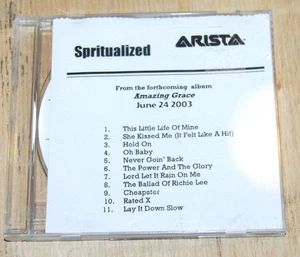 Spritualized
ARISTA
From the forthcoming album
Amazing Grace
June 24 2003
1. This Little Life Of Mine
2. She Kissed Me (It Felt Like A Hit)
3. Hold On
4. Oh Baby
5. Never Goin' Back
6. The Power And The Glory
7. Lord Let It Rain On Me
8. The Ballad Of Richie Lee
9. Cheapster
10. Rated X
11. Lay It Down Slow